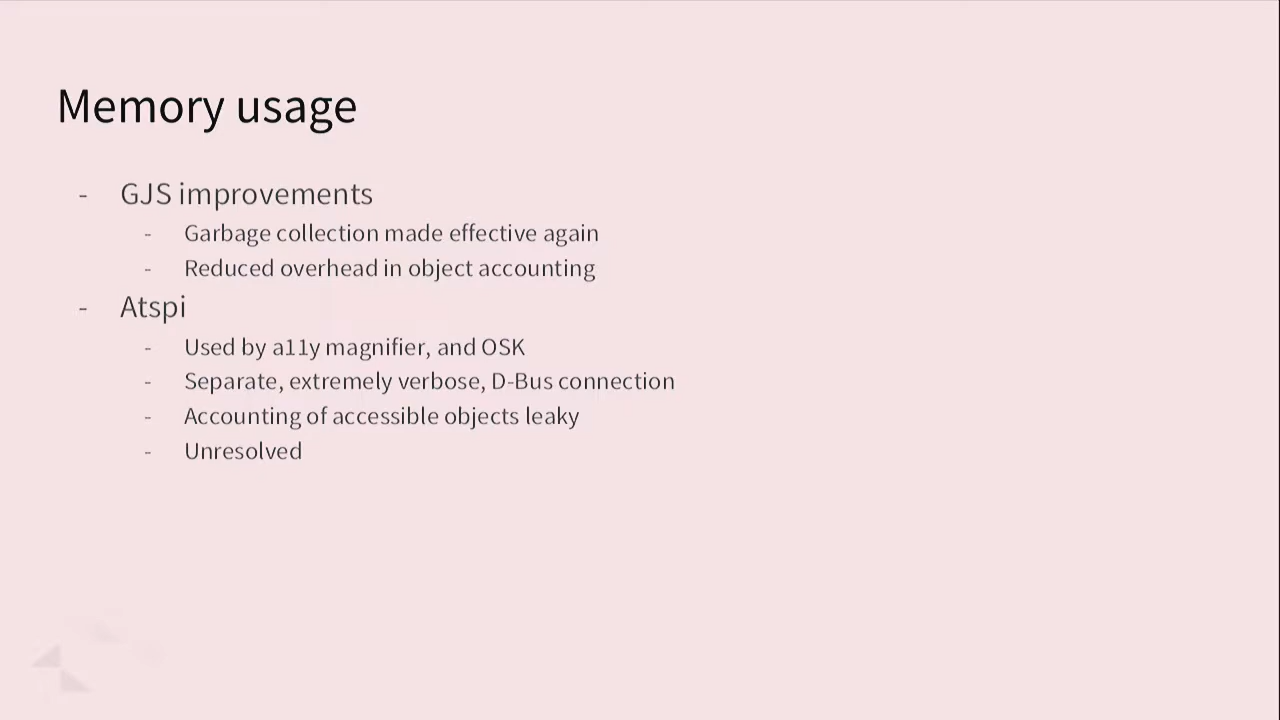 Memory usage
- GJS improvements
- Garbage collection made effective again
- Reduced overhead in object accounting
- Atspi
- Used by a11y magnifier, and OSK
- Separate, extremely verbose, D-Bus connection
- Accounting of accessible objects leaky
- Unresolved